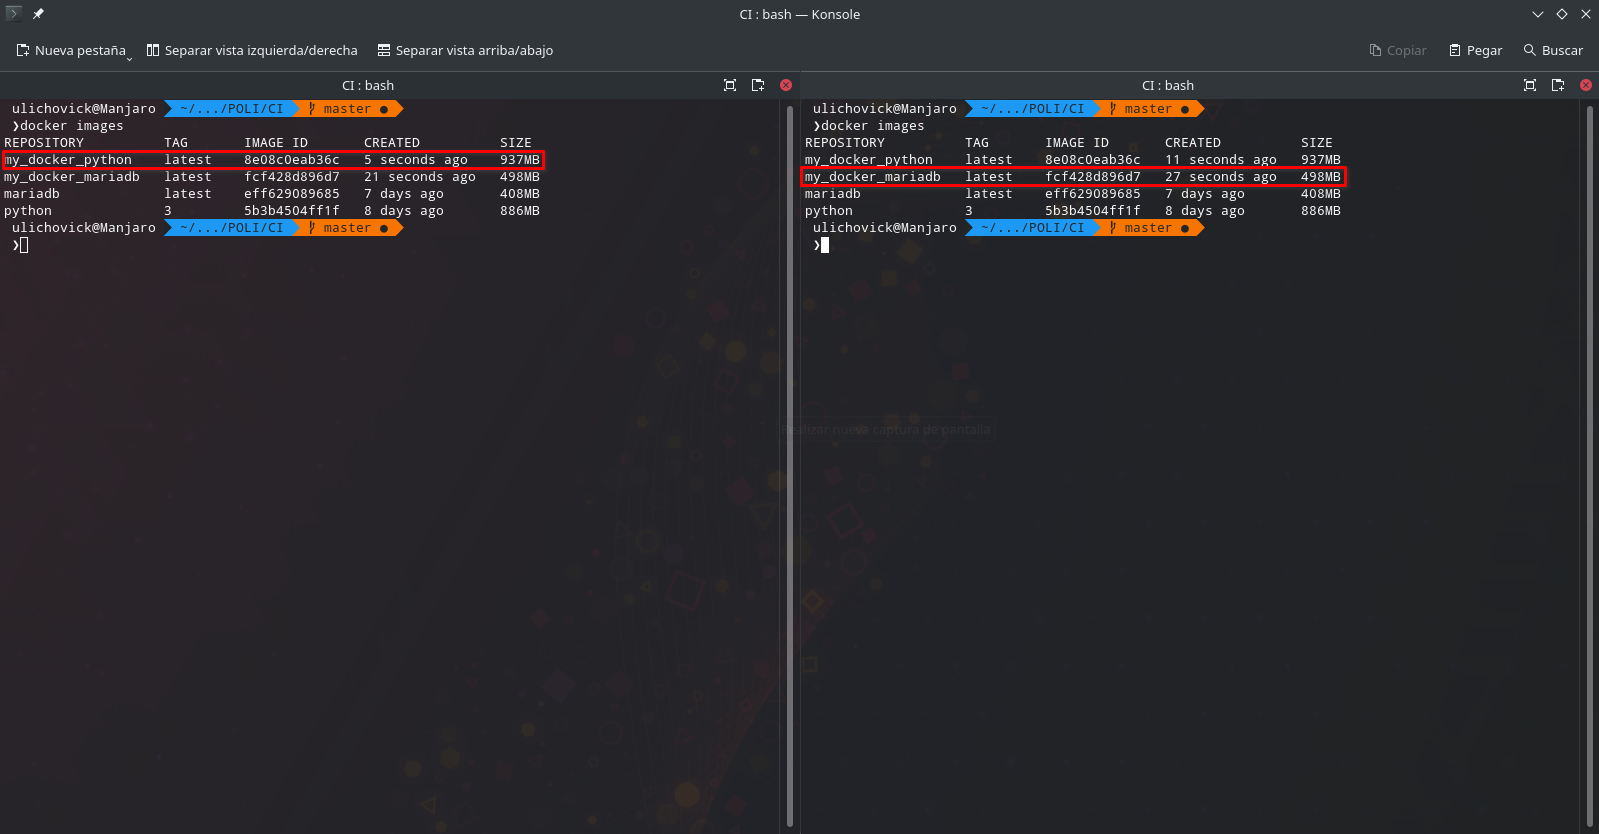 CI : bash — Konsole
Nueva pestaña Separar vista izquierda/derecha Separar vista arriba/abajo Copiar Pegar Buscar
CI : bash
ulichovick@Manjaro ~/.../POLI/CI master ●
❯docker images
REPOSITORY TAG IMAGE ID CREATED SIZE
my_docker_python latest 8e08c0eab36c 5 seconds ago 937MB
my_docker_mariadb latest fcf428d896d7 21 seconds ago 498MB
mariadb latest eff629089685 7 days ago 408MB
python 3 5b3b4504ff1f 8 days ago 886MB
ulichovick@Manjaro ~/.../POLI/CI master ●
❯
CI : bash
ulichovick@Manjaro ~/.../POLI/CI master ●
❯docker images
REPOSITORY TAG IMAGE ID CREATED SIZE
my_docker_python latest 8e08c0eab36c 11 seconds ago 937MB
my_docker_mariadb latest fcf428d896d7 27 seconds ago 498MB
mariadb latest eff629089685 7 days ago 408MB
python 3 5b3b4504ff1f 8 days ago 886MB
ulichovick@Manjaro ~/.../POLI/CI master ●
❯
Realizar nueva captura de pantalla